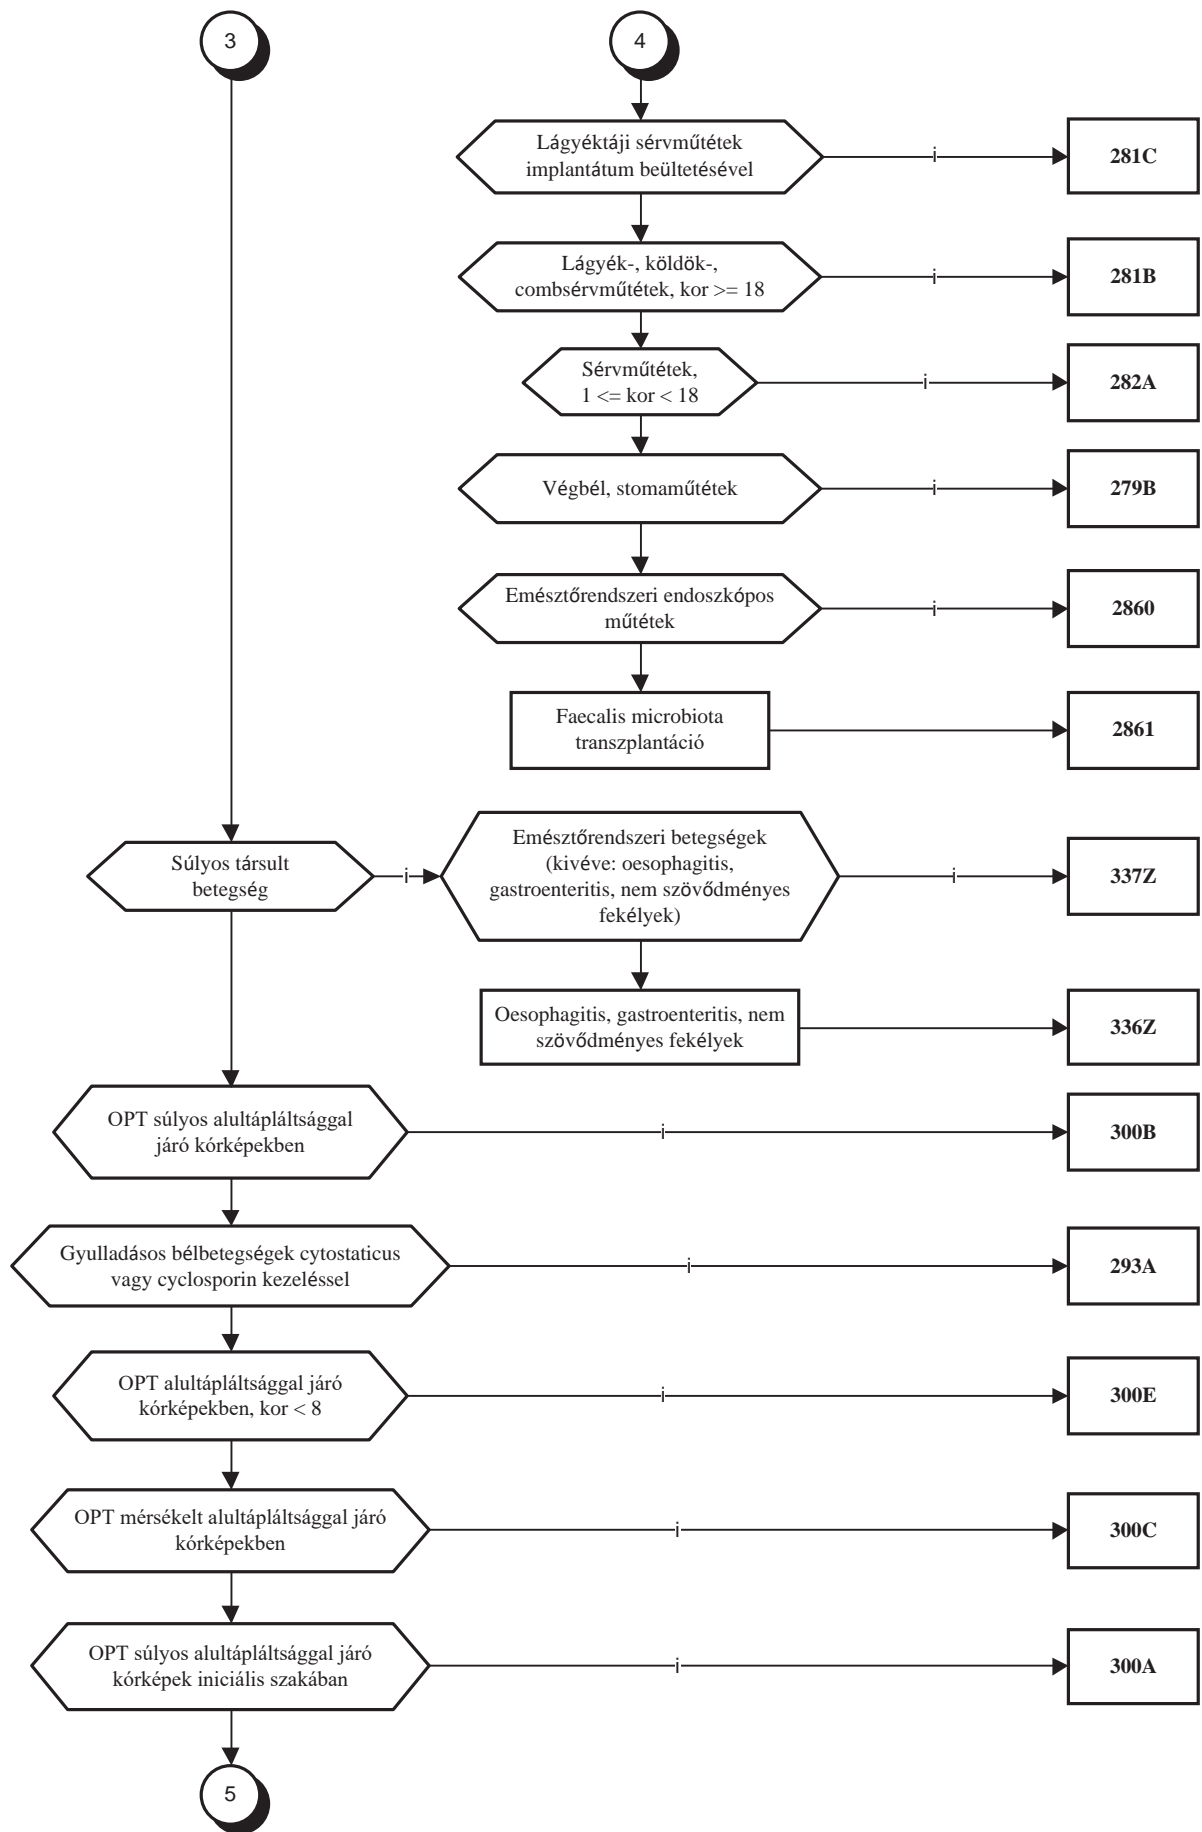 3
4
Lágyéktáji sérvműtétek
implantátum beültetésével
i
281C
Lágyék-, köldök-,
combsérvműtétek, kor >= 18
i
281B
Sérvműtétek,
1 <= kor < 18
i
282A
Végbél, stomaműtétek
i
279B
Emésztőrendszeri endoszkópos
műtétek
i
2860
Faecalis microbiota
transzplantáció
2861
Súlyos társult
betegség
i
Emésztőrendszeri betegségek
(kivéve: oesophagitis,
gastroenteritis, nem szövődményes
fekélyek)
i
337Z
Oesophagitis, gastroenteritis, nem
szövődményes fekélyek
336Z
OPT súlyos alultápláltsággal
járó kórképekben
i
300B
Gyulladásos bélbetegségek cytostaticus
vagy cyclosporin kezeléssel
i
293A
OPT alultápláltsággal járó
kórképekben, kor < 8
i
300E
OPT mérsékelt alultápláltsággal járó
kórképekben
i
300C
OPT súlyos alultápláltsággal járó
kórképek iniciális szakában
i
300A
5